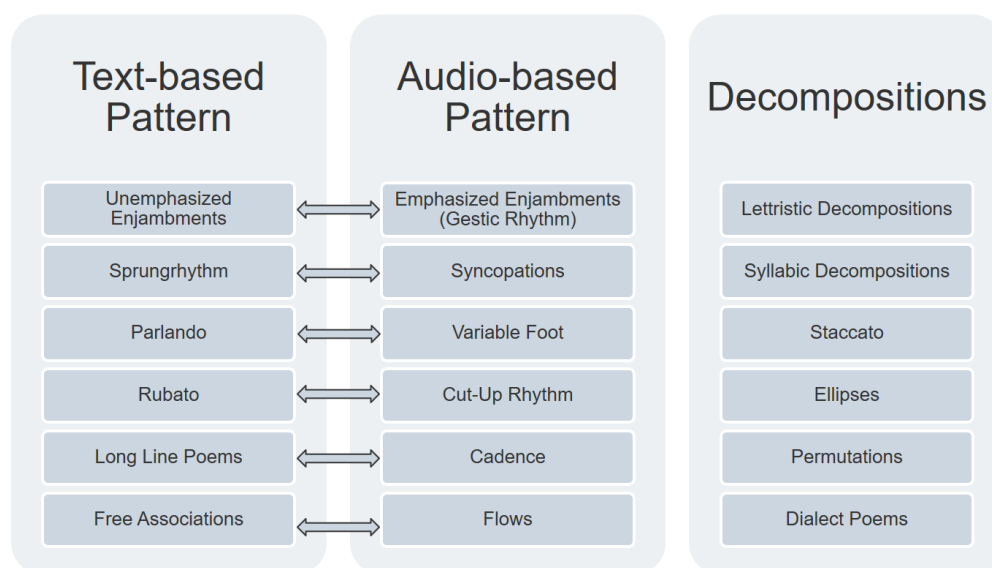 Text-based
Pattern
Unemphasized
Enjambments
Sprungrhythm
Parlando
Rubato
Long Line Poems
Free Associations
Audio-based
Pattern
Emphasized Enjambments
(Gestic Rhythm)
Syncopations
Variable Foot
Cut-Up Rhythm
Cadence
Flows
Decompositions
Lettristic Decompositions
Syllabic Decompositions
Staccato
Ellipses
Permutations
Dialect Poems